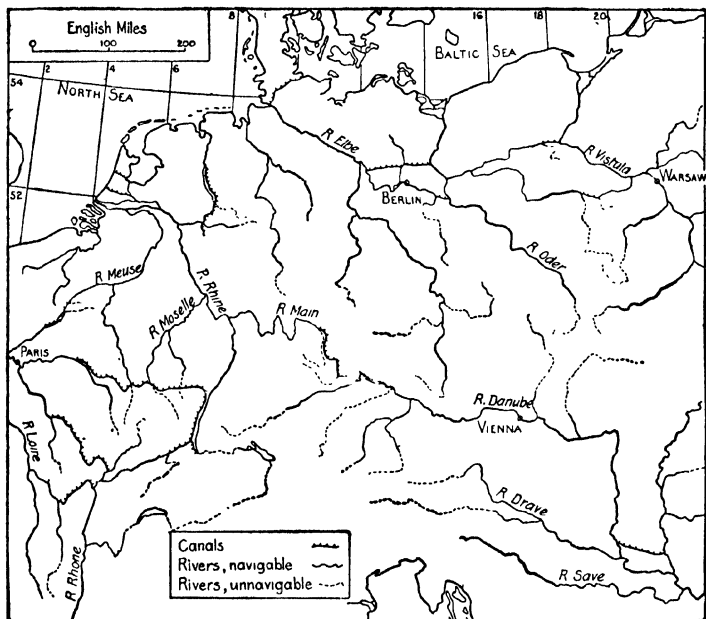 English Miles
0 100 200
8
16
18
20
2
4
6
54
NORTH SEA
BALTIC SEA
R Elbe
R Vistula
WARSAW
52
BERLIN
R Meuse
R. Rhine
R Oder
R Moselle
R Main
PARIS
R. Danube
VIENNA
R Loire
R Drave
R Rhone
R Save
Canals
Rivers, navigable
Rivers, unnavigable